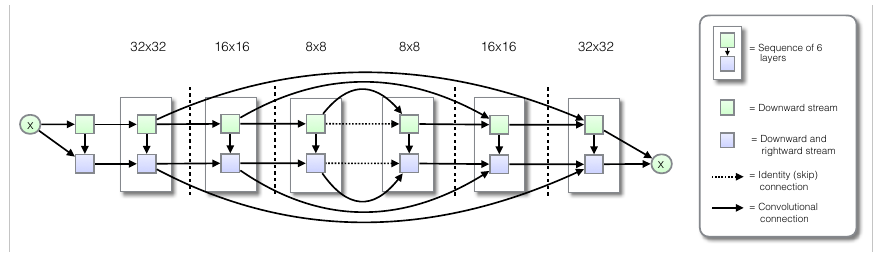 32x32
16x16
8x8
8x8
16x16
32x32
x
x
= Sequence of 6
layers
= Downward stream
= Downward and
rightward stream
= Identity (skip)
connection
= Convolutional
connection